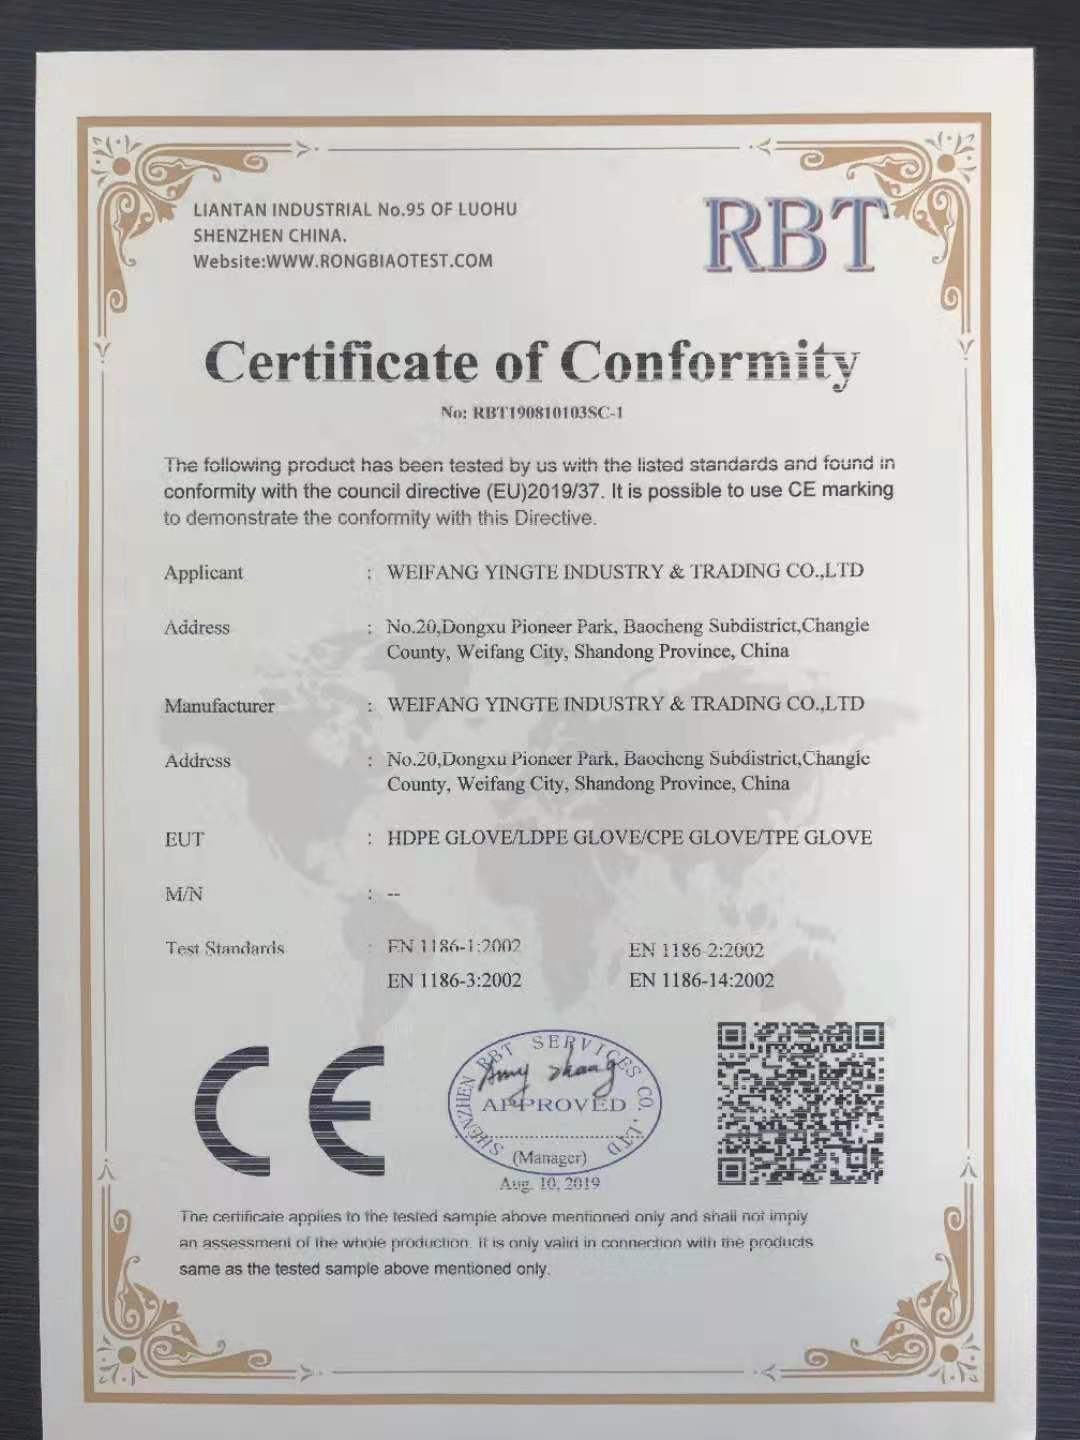 LIANTAN INDUSTRIAL No.95 OF LUOHU
SHENZHEN CHINA.
Website:WWW.RONGBIAOTEST.COM
RBT
Certificate of Conformity
No: RBT190810103SC-1
The following product has been tested by us with the listed standards and found in
conformity with the council directive (EU)2019/37. It is possible to use CE marking
to demonstrate the conformity with this Directive.
Applicant : WEIFANG YINGTE INDUSTRY & TRADING CO.,LTD
Address : No.20,Dongxu Pioneer Park, Baocheng Subdistrict,Changle
County, Weifang City, Shandong Province, China
Manufacturer : WEIFANG YINGTE INDUSTRY & TRADING CO.,LTD
Address : No.20,Dongxu Pioneer Park, Baocheng Subdistrict,Changle
County, Weifang City, Shandong Province, China
EUT : HDPE GLOVE/LDPE GLOVE/CPE GLOVE/TPE GLOVE
M/N : --
Test Standards : EN 1186-1:2002 EN 1186-2:2002
EN 1186-3:2002 EN 1186-14:2002
CE
SHENZHEN RBT SERVICES CO.,LTD
Amy zhang
APPROVED
(Manager)
Aug. 10, 2019
The certificate applies to the tested sample above mentioned only and shall not imply
an assessment of the whole production. It is only valid in connection with the products
same as the tested sample above mentioned only.